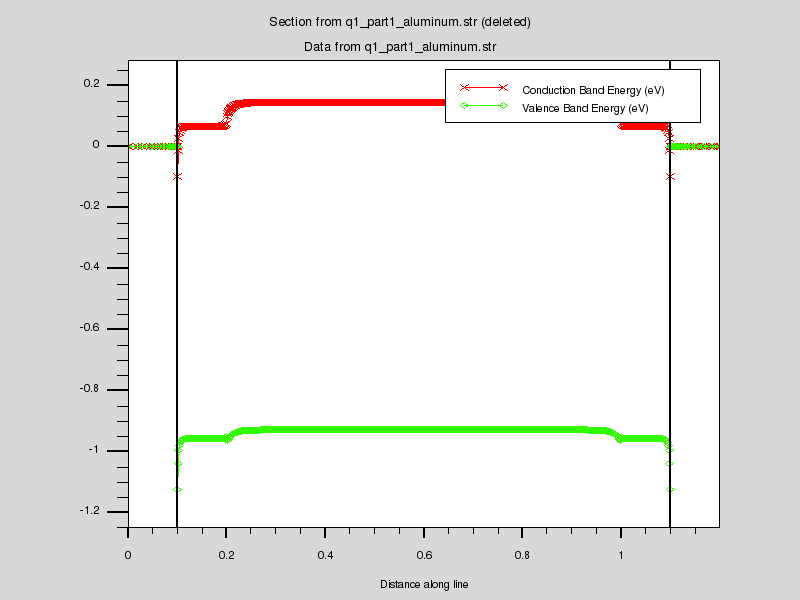 Section from q1_part1_aluminum.str (deleted)
Data from q1_part1_aluminum.str
Conduction Band Energy (eV)
Valence Band Energy (eV)
0.2
0
-0.2
-0.4
-0.6
-0.8
-1
-1.2
0 0.2 0.4 0.6 0.8 1
Distance along line